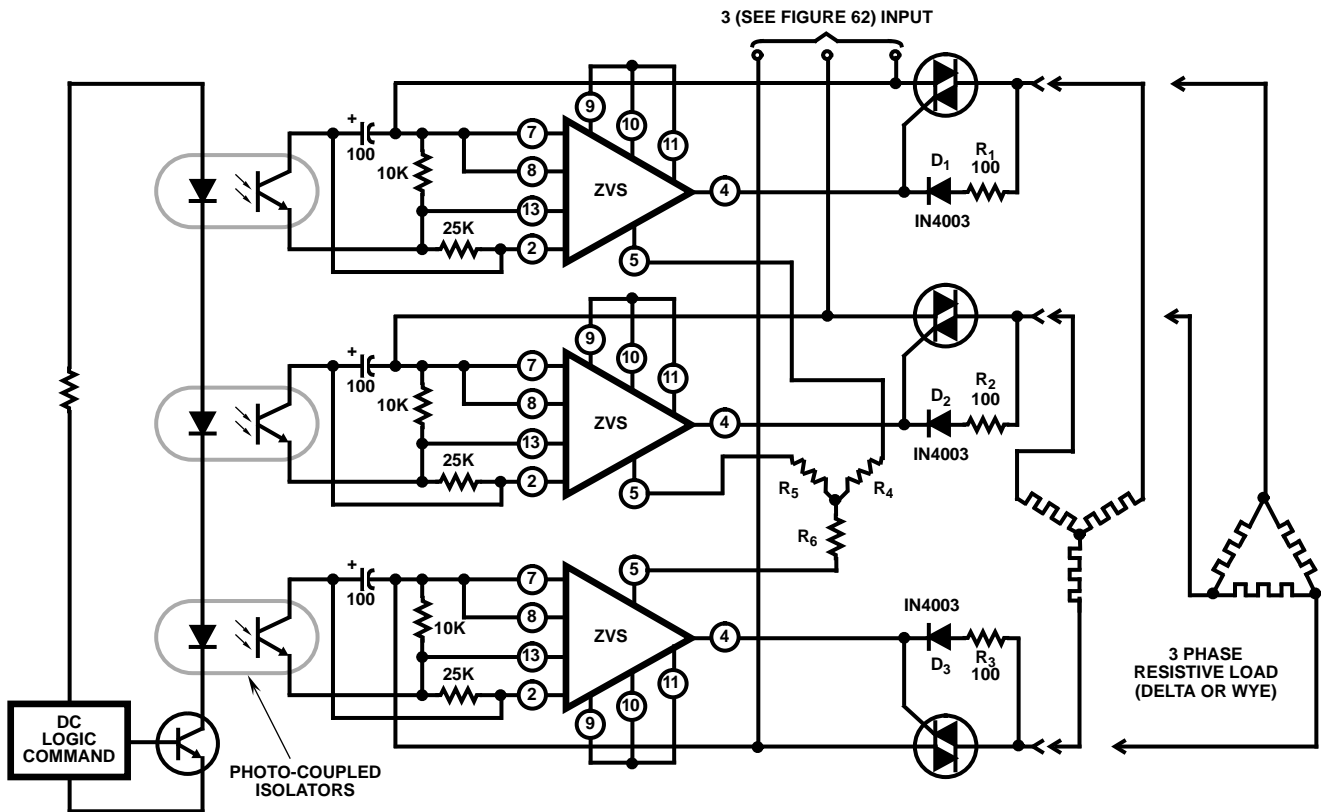 3 (SEE FIGURE 62) INPUT
+
100
10K
25K
7
8
13
2
9
10
11
ZVS
4
5
D1
IN4003
R1
100
+
100
10K
25K
7
8
13
2
9
10
11
ZVS
4
5
D2
IN4003
R2
100
R5
R4
R6
+
100
10K
25K
7
8
13
2
5
ZVS
4
9
10
11
IN4003
D3
R3
100
3 PHASE
RESISTIVE LOAD
(DELTA OR WYE)
DC
LOGIC
COMMAND
PHOTO-COUPLED
ISOLATORS